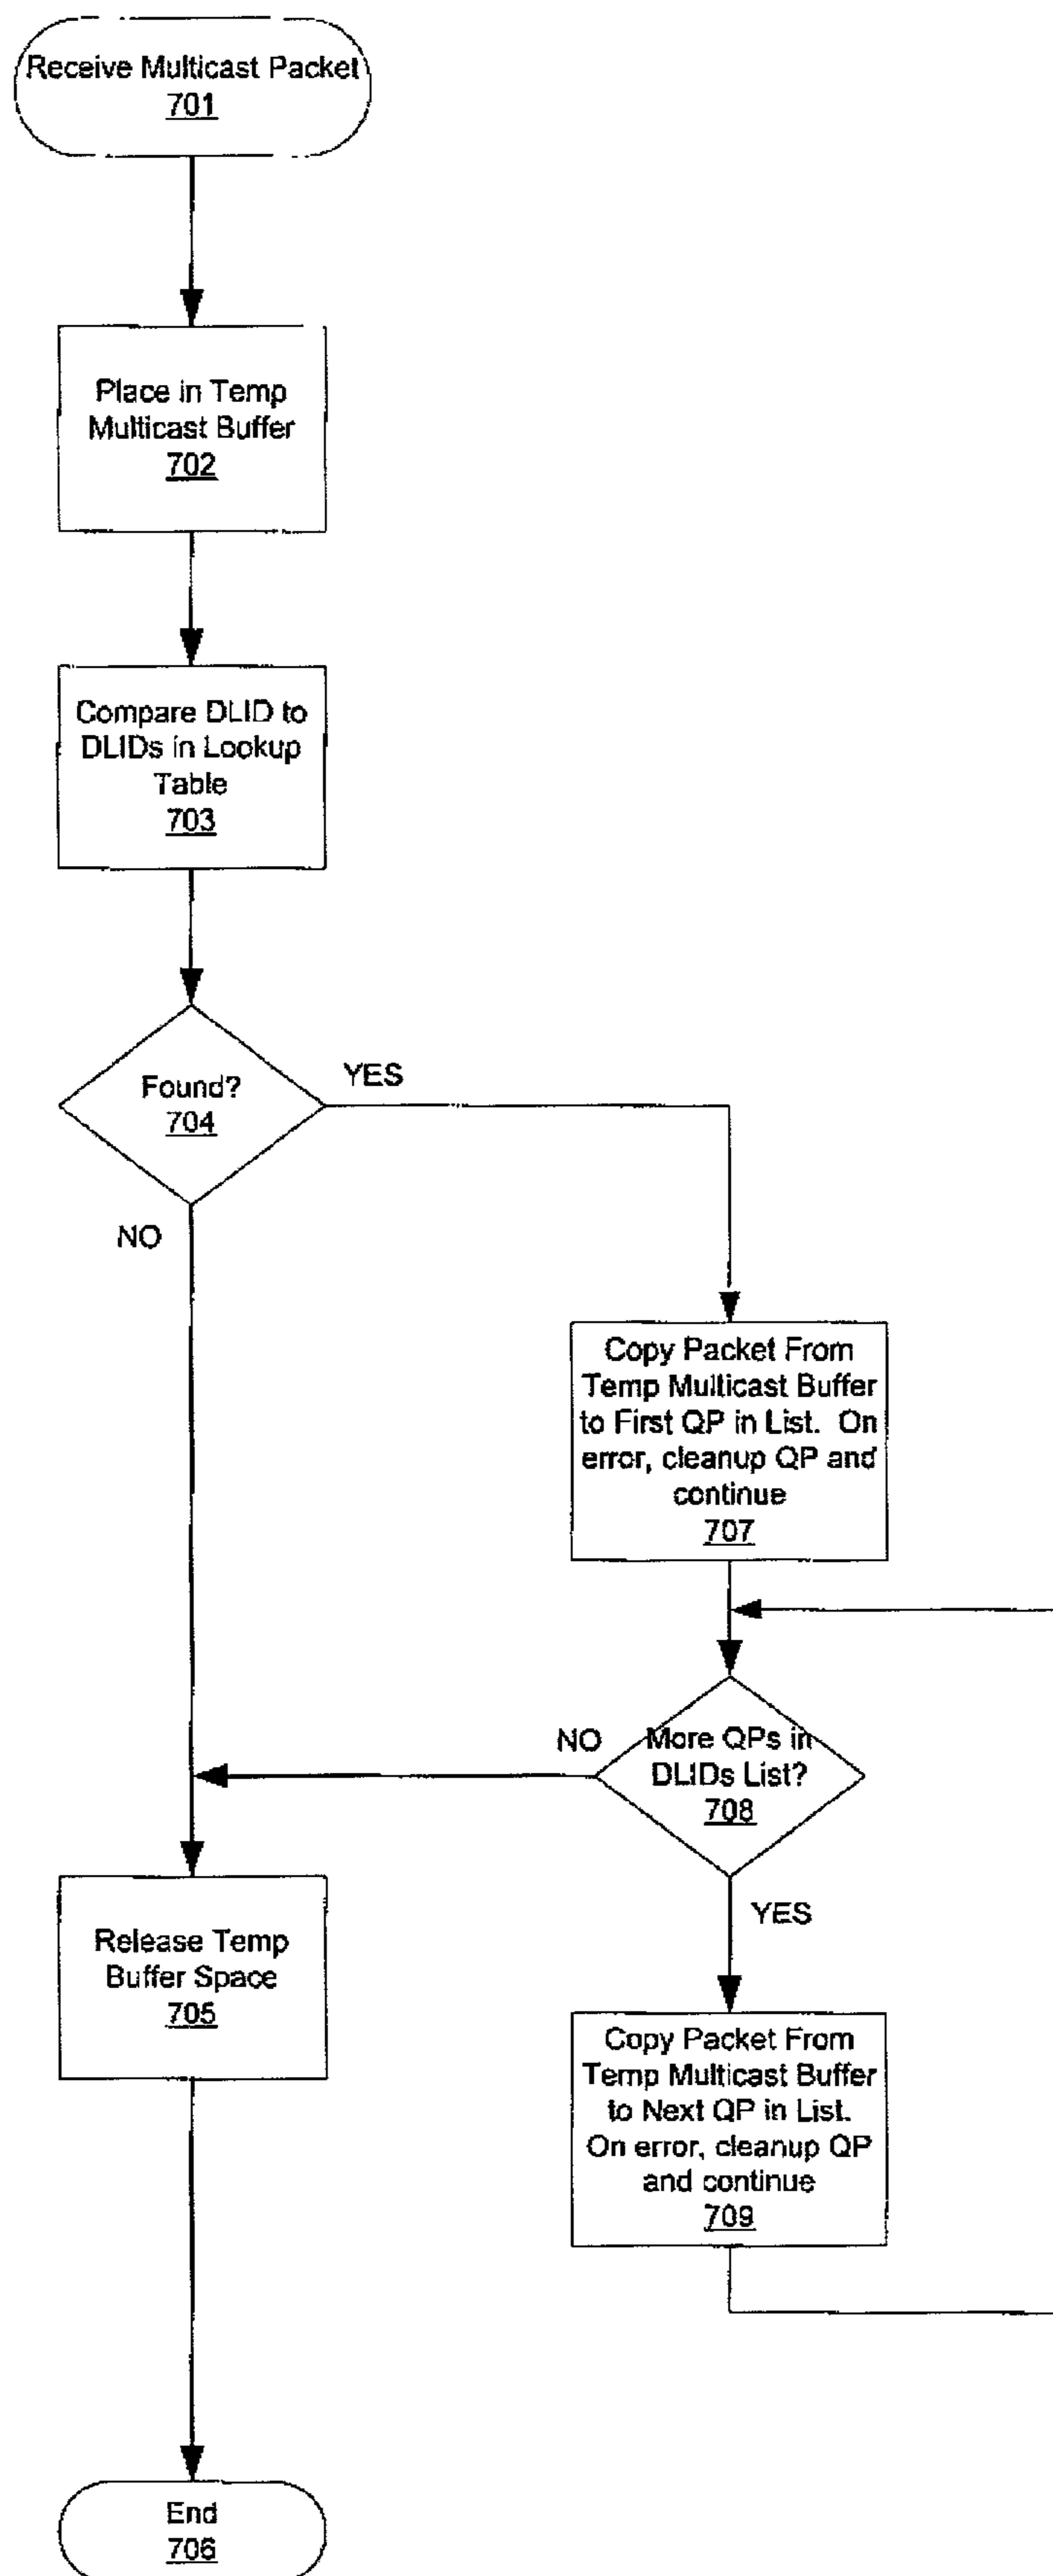 Receive Multicast Packet
701
Place in Temp
Multicast Buffer
702
Compare DLID to
DLIDs in Lookup
Table
703
Found?
704
YES
NO
Copy Packet From
Temp Multicast Buffer
to First QP in List. On
error, cleanup QP and
continue
707
NO
More QPs in
DLIDs List?
708
YES
Release Temp
Buffer Space
705
Copy Packet From
Temp Multicast Buffer
to Next QP in List.
On error, cleanup QP
and continue
709
End
706